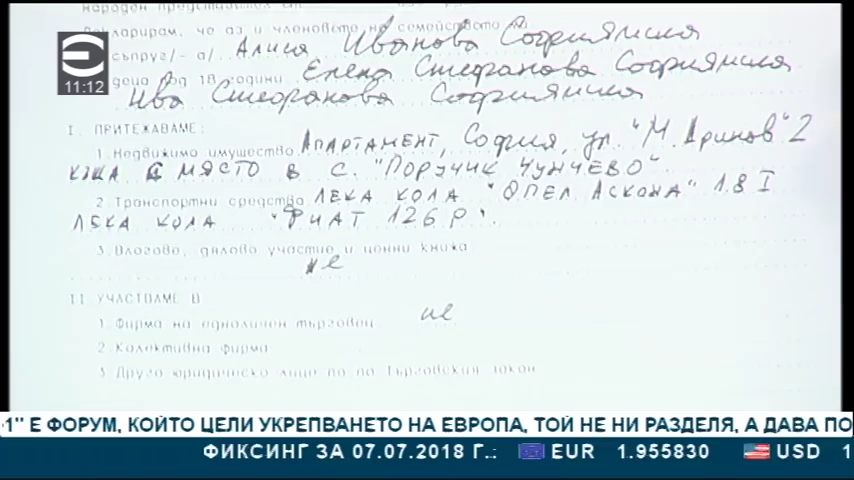 народен представител от
Декларирам, че аз и членовете на семейството ми
съпруг/-а/ Алиса Иванова Софиянска
деца до 18 години Елена Стефанова Софиянска
Ива Стефанова Софиянска
Э
11:12
I. ПРИТЕЖАВАМЕ:
1. Недвижимо имущество АПАРТАМЕНТ, СОФИЯ, ул. "М. Дринов" 2
КЪЩА И МЯСТО В С. "ПОРУЧИК ЧУНЧЕВО".
2. Транспортни средства ЛЕКА КОЛА "ОПЕЛ АСКОНА" 1.8 I
ЛЕКА КОЛА "ФИАТ 126 Р".
3. Влогове, дялово участие и ценни книжа
не
II УЧАСТВАМЕ В
1. Фирма на едноличен търговец не
2. Колективна фирма
3. Друго юридическо лице по по Търговския закон
1" Е ФОРУМ, КОЙТО ЦЕЛИ УКРЕПВАНЕТО НА ЕВРОПА, ТОЙ НЕ НИ РАЗДЕЛЯ, А ДАВА ПО
ФИКСИНГ ЗА 07.07.2018 Г.: EUR 1.955830 USD 1